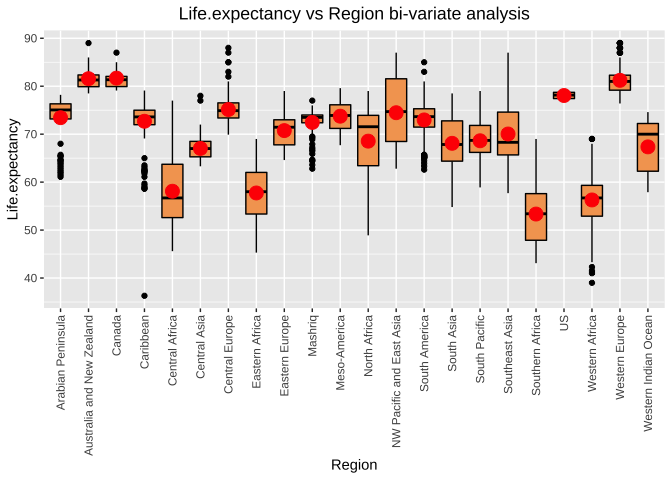 Life.expectancy vs Region bi-variate analysis
Life.expectancy
90
80
70
60
50
40
Arabian Peninsula
Australia and New Zealand
Canada
Caribbean
Central Africa
Central Asia
Central Europe
Eastern Africa
Eastern Europe
Mashriq
Meso-America
North Africa
NW Pacific and East Asia
South America
South Asia
South Pacific
Southeast Asia
Southern Africa
US
Western Africa
Western Europe
Western Indian Ocean
Region